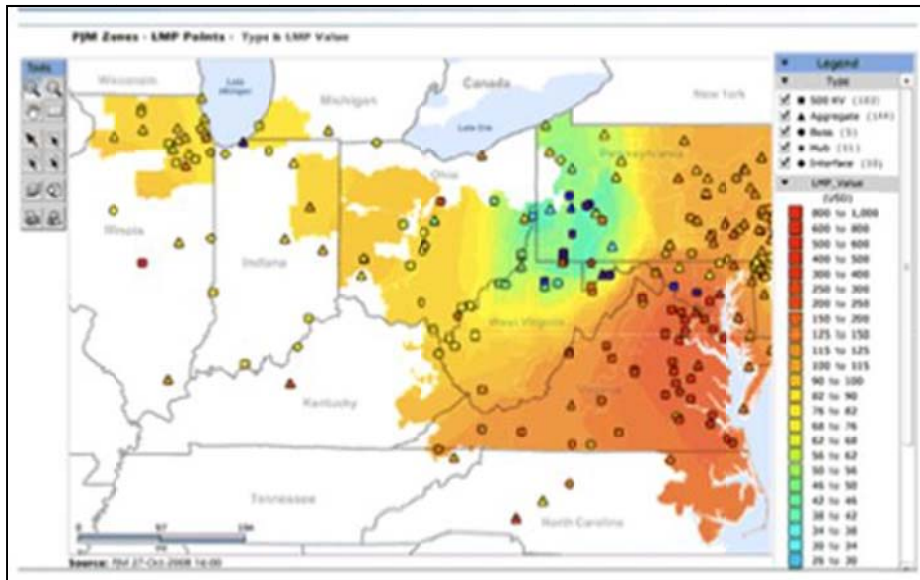 PJM Zones - LMP Points - Type & LMP Value
Tools
Wisconsin
Lake Michigan
Michigan
Canada
Lake Erie
New York
Pennsylvania
Ohio
Illinois
Indiana
West Virginia
Virginia
Kentucky
Tennessee
North Carolina
0
Source: PJM 27-Oct-2008 16:00
Legend
Type
500 KV
Aggregate
Buss (5)
Hub
Interface
LMP_Value
(USD)
800 to 1,000
600 to 800
500 to 600
400 to 500
300 to 400
250 to 300
200 to 250
150 to 200
125 to 150
115 to 125
100 to 115
90 to 100
82 to 90
76 to 82
68 to 76
62 to 68
56 to 62
50 to 56
46 to 50
42 to 46
38 to 42
34 to 38
30 to 34
26 to 30